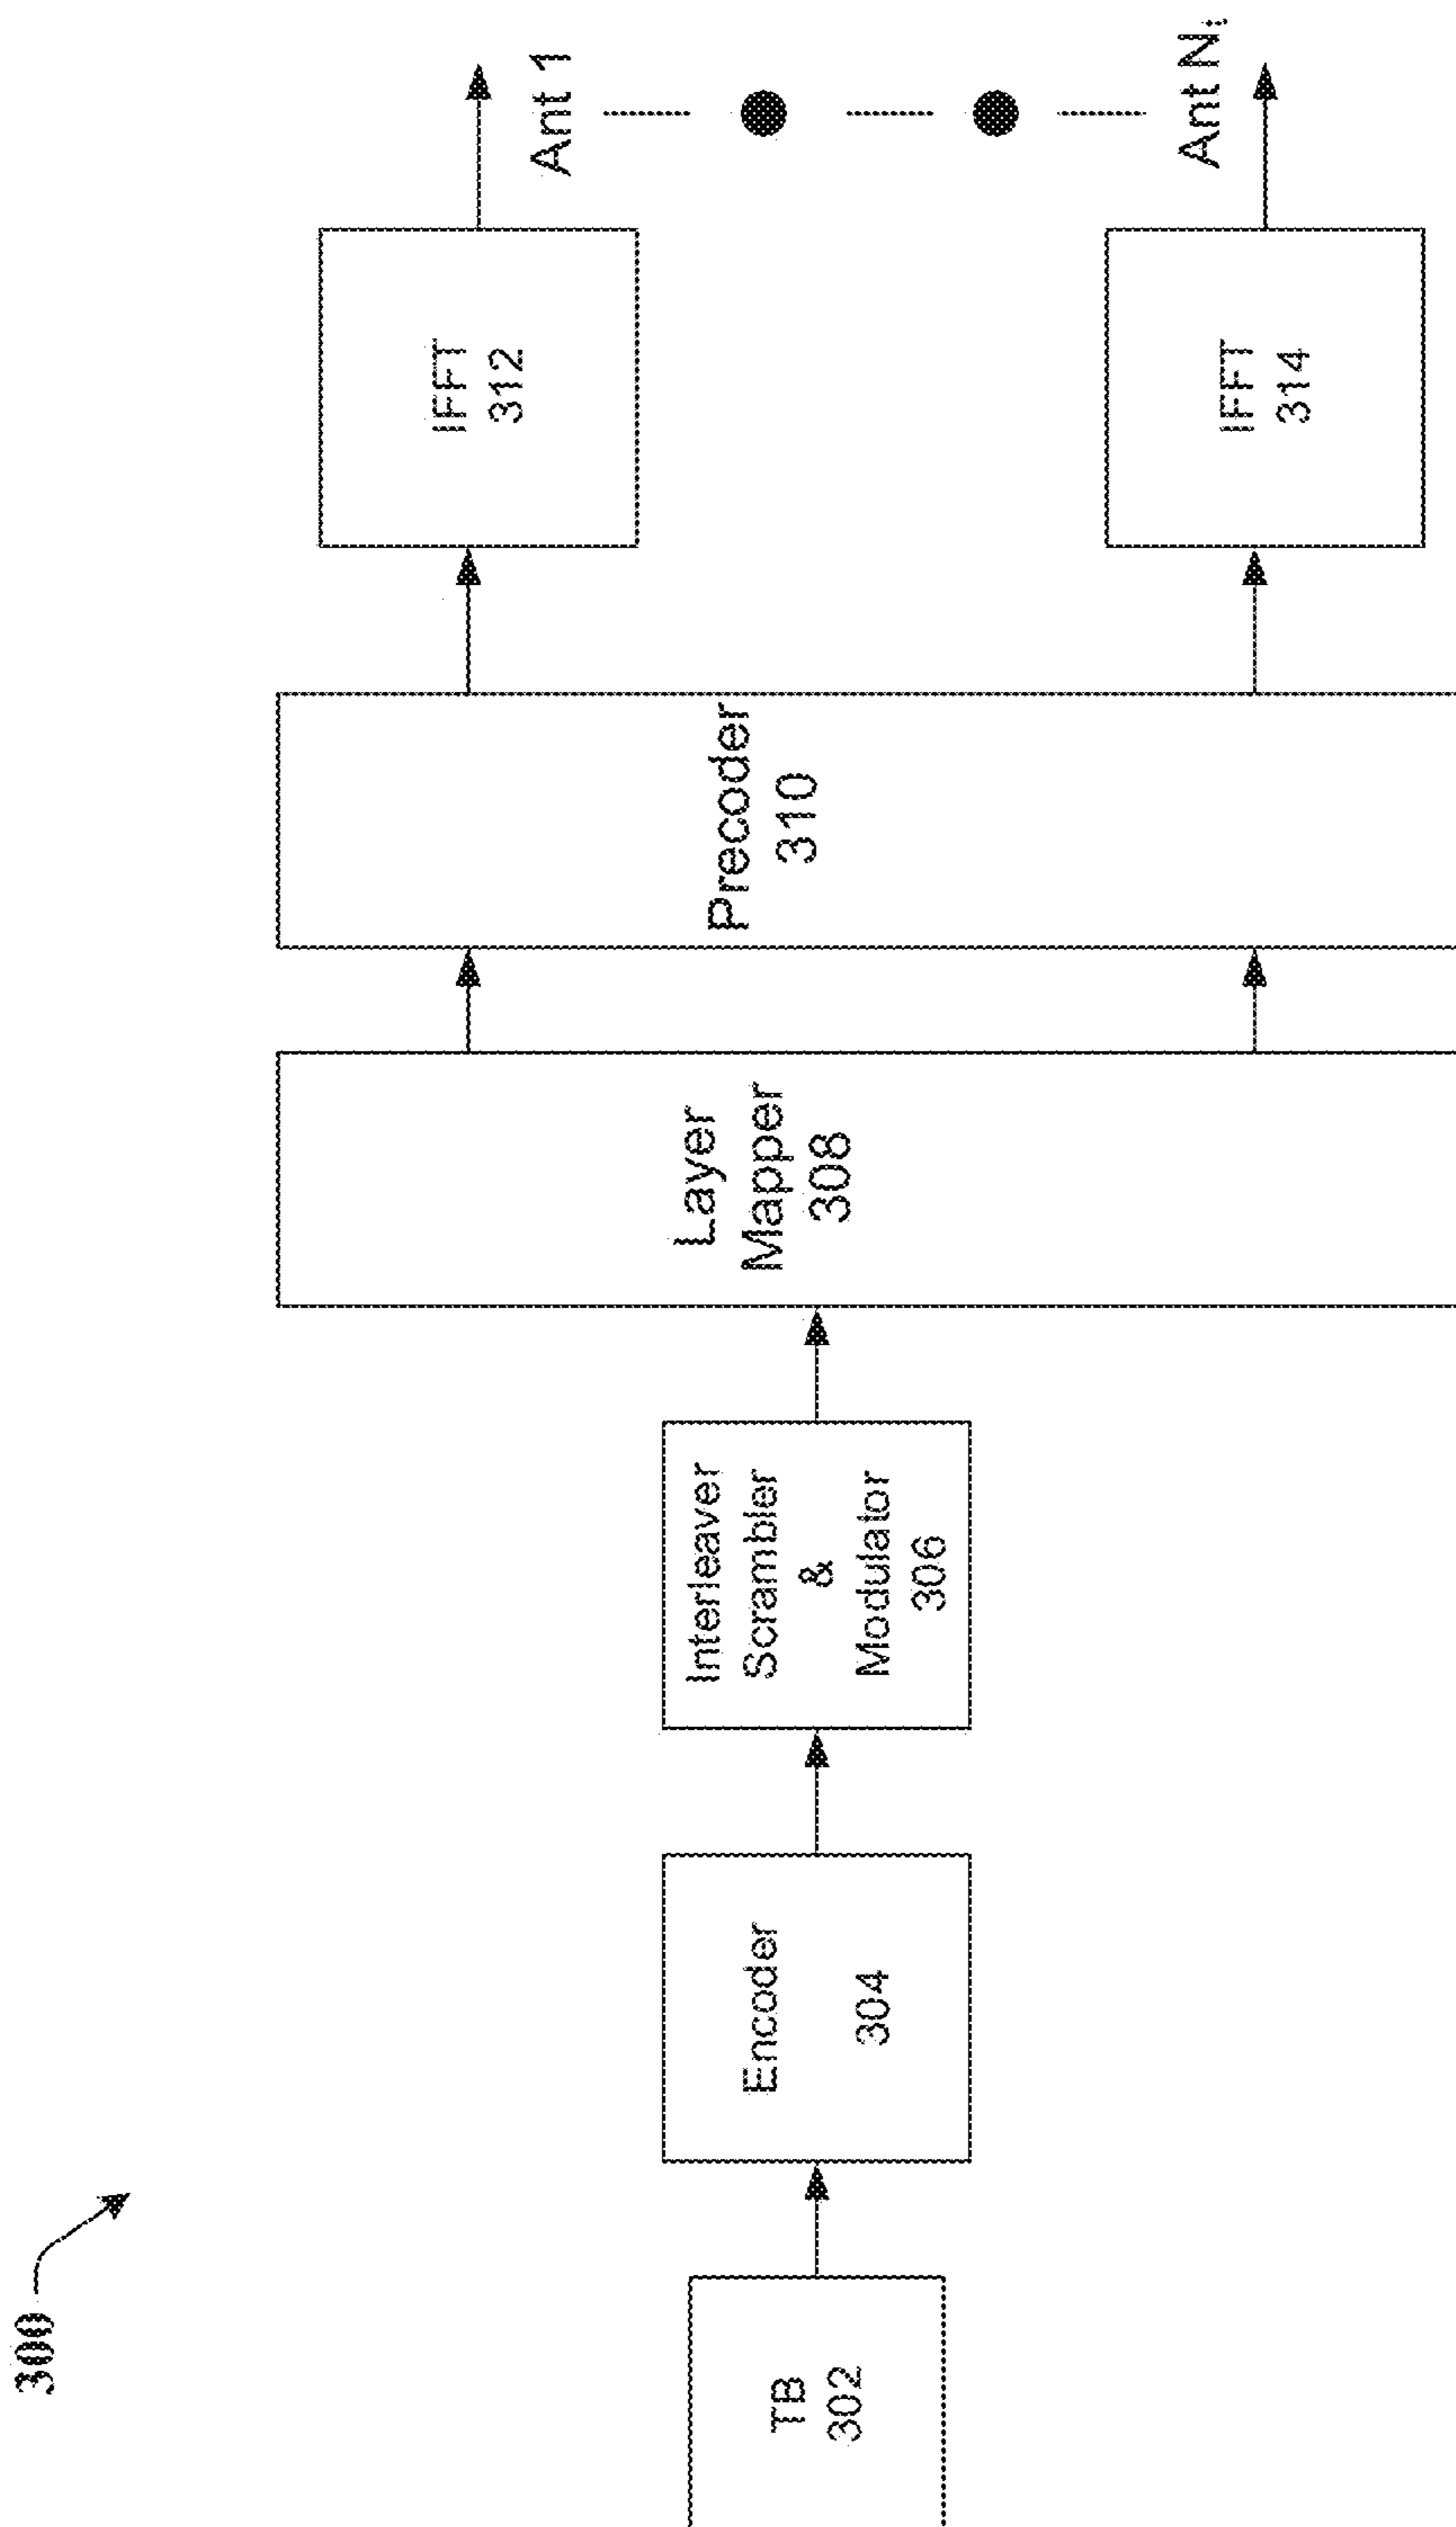 300
TB
302
Encoder
304
Interleaver
Scrambler
&
Modulator
306
Layer
Mapper
308
Precoder
310
IFFT
312
IFFT
314
Ant 1
Ant N